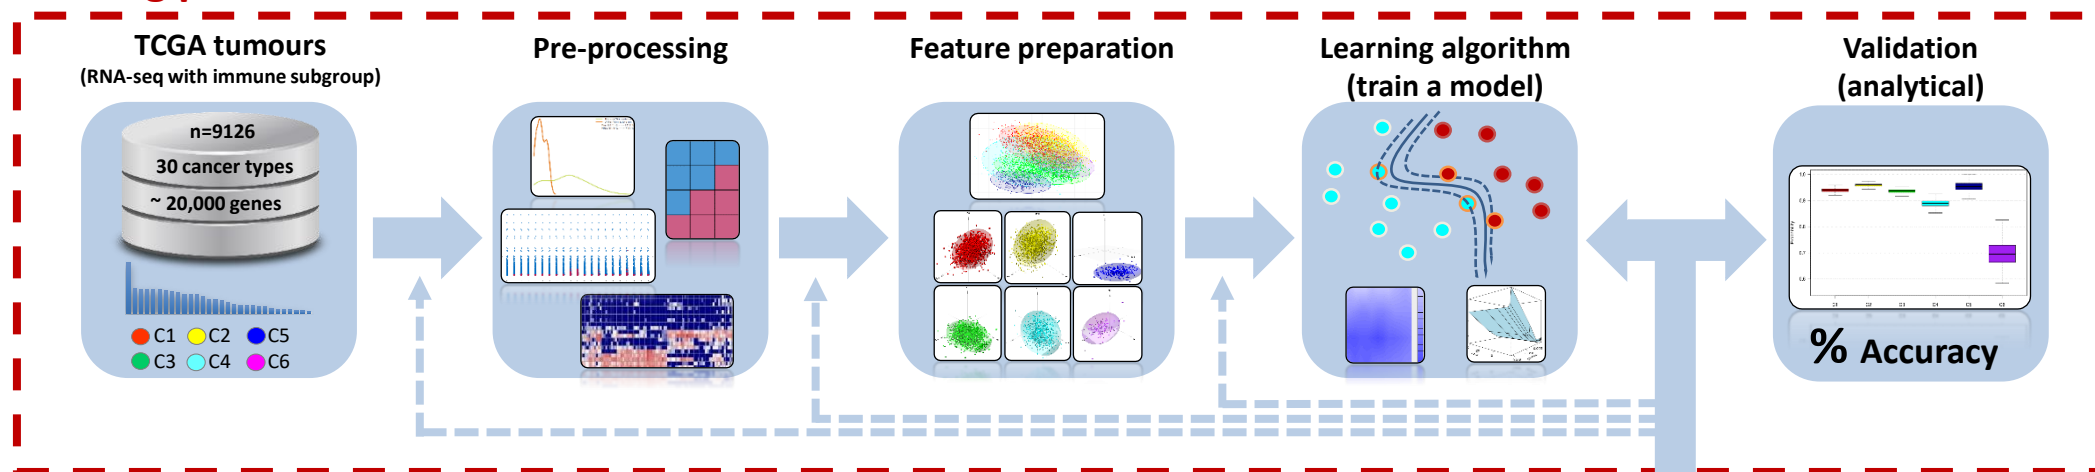 TCGA tumours
(RNA-seq with immune subgroup)
n=9126
30 cancer types
~ 20,000 genes
C1 C2 C5
C3 C4 C6
Pre-processing
Feature preparation
Learning algorithm
(train a model)
Validation
(analytical)
% Accuracy